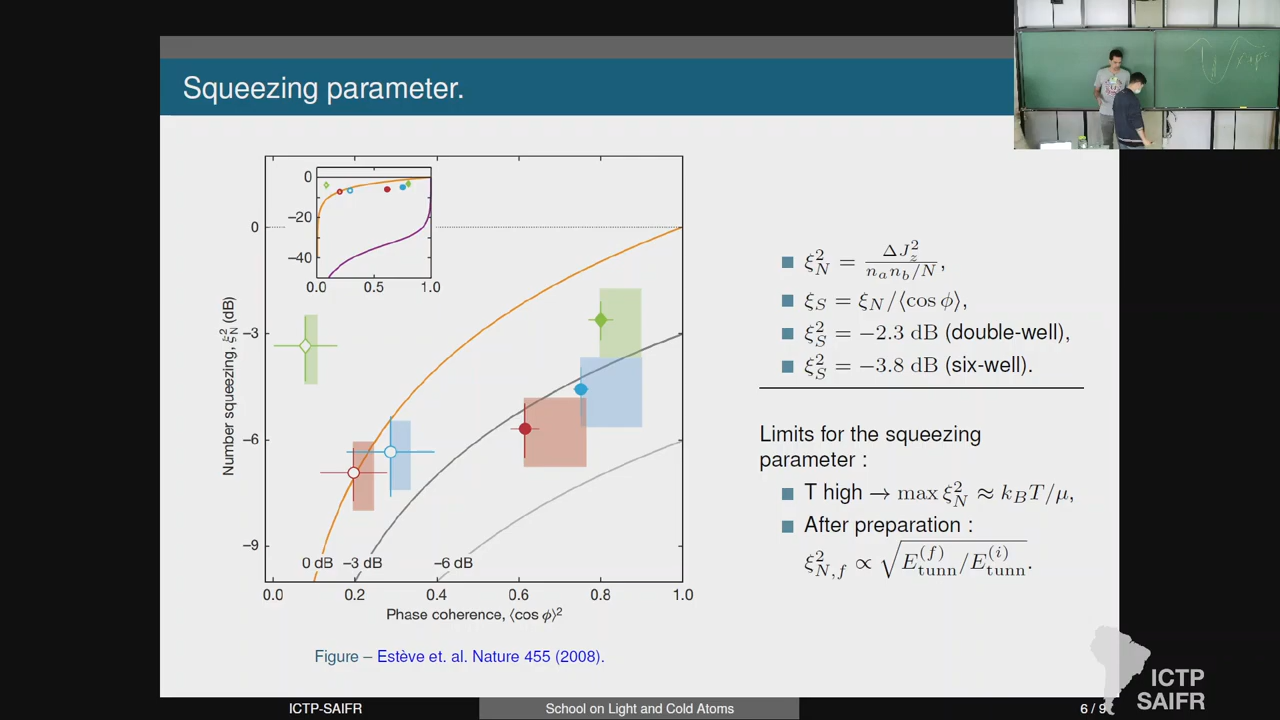 Squeezing parameter.
0
−20
−40
0.0 0.5 1.0
0
−3
−6
−9
Number squeezing, ξ²_N (dB)
0 dB −3 dB −6 dB
0.0 0.2 0.4 0.6 0.8 1.0
Phase coherence, ⟨cos ϕ⟩²
Figure – Estève et. al. Nature 455 (2008).
ξ²_N = ΔJ²_z / (n_a n_b/N),
ξ_S = ξ_N/⟨cos ϕ⟩,
ξ²_S = −2.3 dB (double-well),
ξ²_S = −3.8 dB (six-well).
Limits for the squeezing
parameter :
T high → max ξ²_N ≈ k_B T/μ,
After preparation :
ξ²_{N,f} ∝ √(E^{(f)}_{tunn}/E^{(i)}_{tunn}).
ICTP-SAIFR
School on Light and Cold Atoms
6 / 9
ICTP
SAIFR